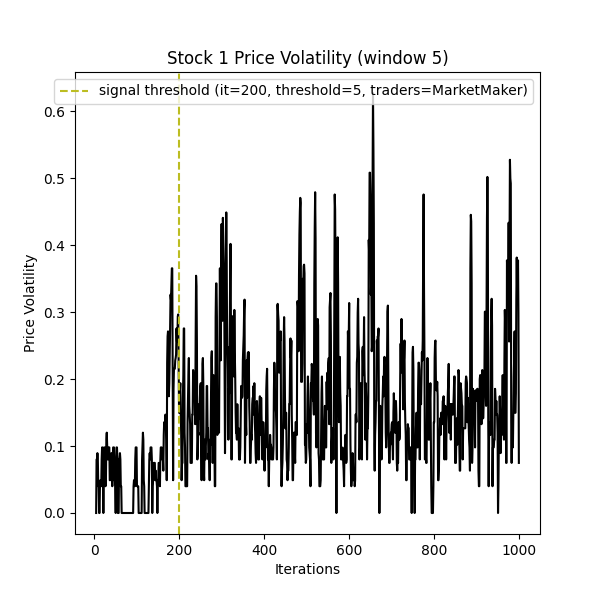 Stock 1 Price Volatility (window 5)
signal threshold (it=200, threshold=5, traders=MarketMaker)
0.6
0.5
0.4
0.3
0.2
0.1
0.0
Price Volatility
0 200 400 600 800 1000
Iterations